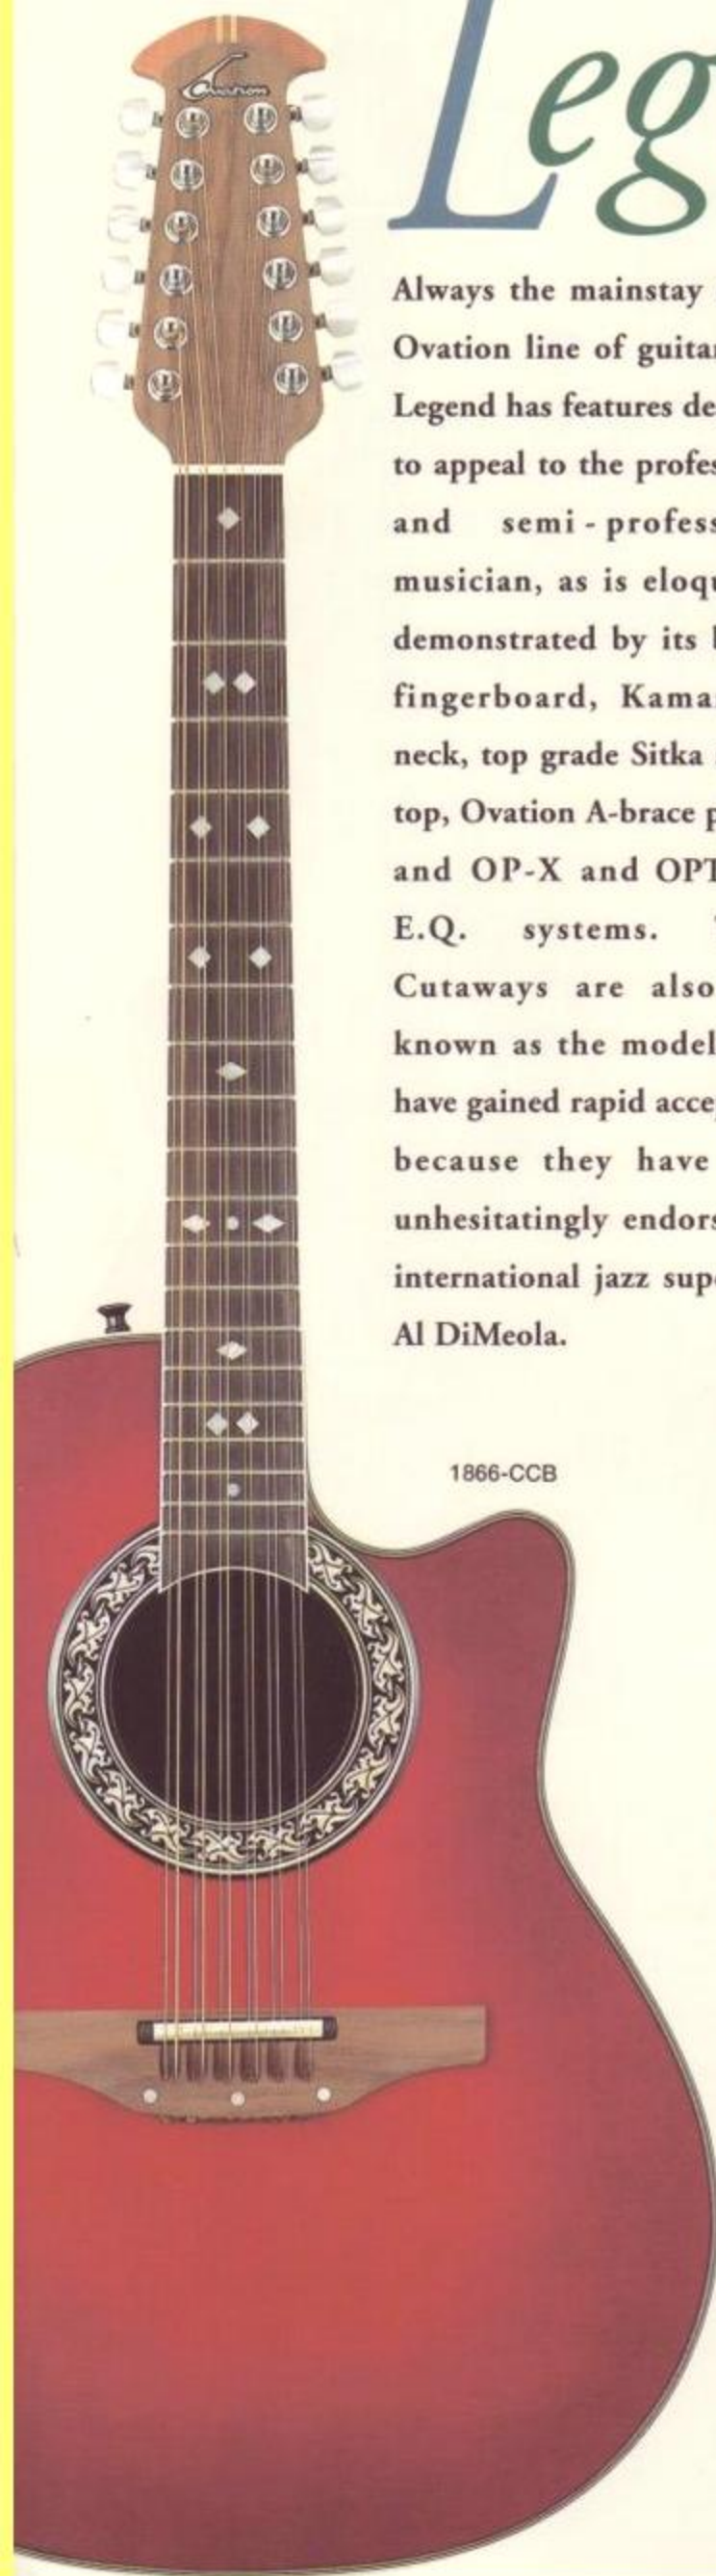 Ovation
Leg
Always the mainstay
Ovation line of guitar
Legend has features de
to appeal to the profes
and semi-profess
musician, as is eloqu
demonstrated by its
fingerboard, Kama
neck, top grade Sitka
top, Ovation A-brace p
and OP-X and OPT
E.Q. systems.
Cutaways are also
known as the model
have gained rapid acce
because they have
unhesitatingly endors
international jazz sup
Al DiMeola.
1866-CCB